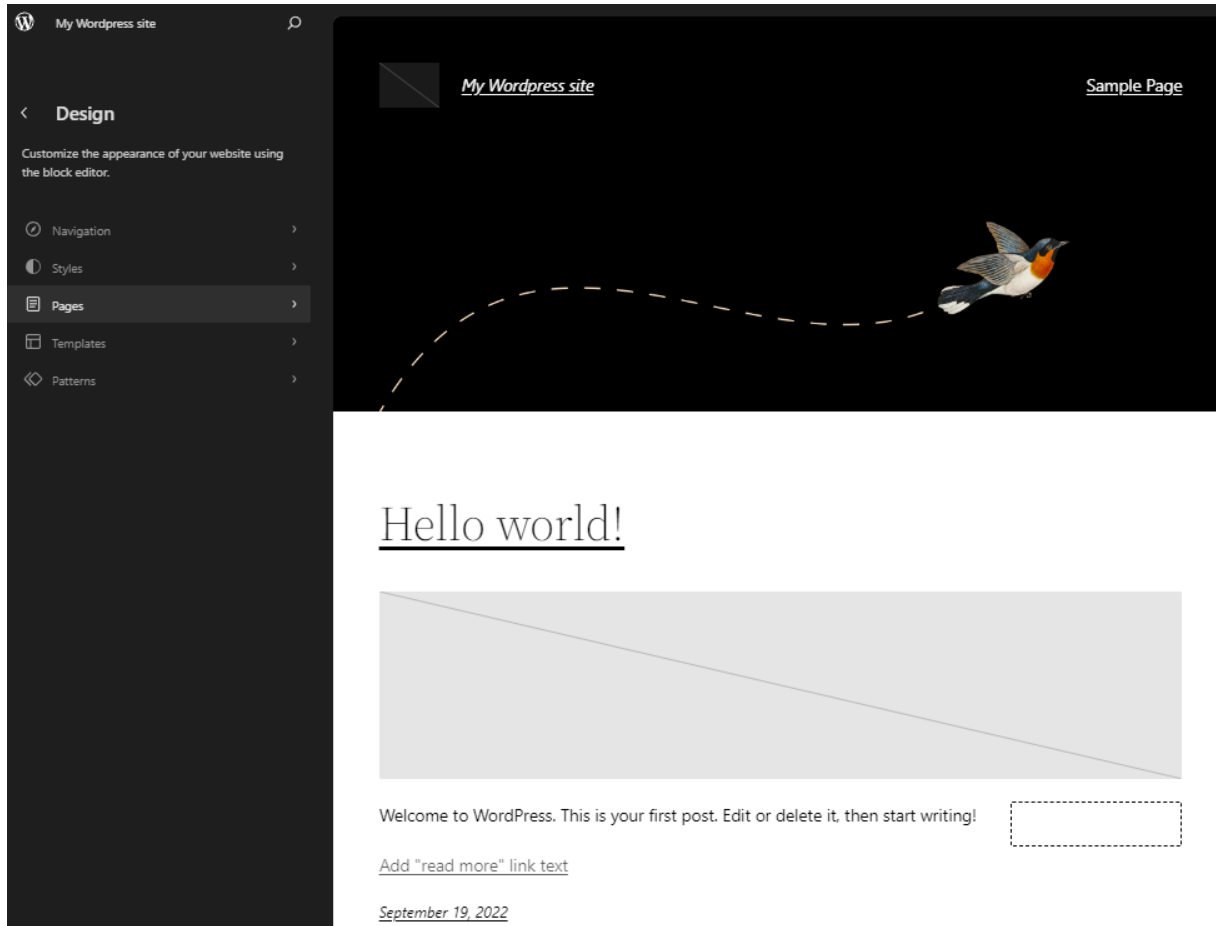 My Wordpress site
Design
Customize the appearance of your website using
the block editor.
Navigation
Styles
Pages
Templates
Patterns
My Wordpress site
Sample Page
Hello world!
Welcome to WordPress. This is your first post. Edit or delete it, then start writing!
Add "read more" link text
September 19, 2022